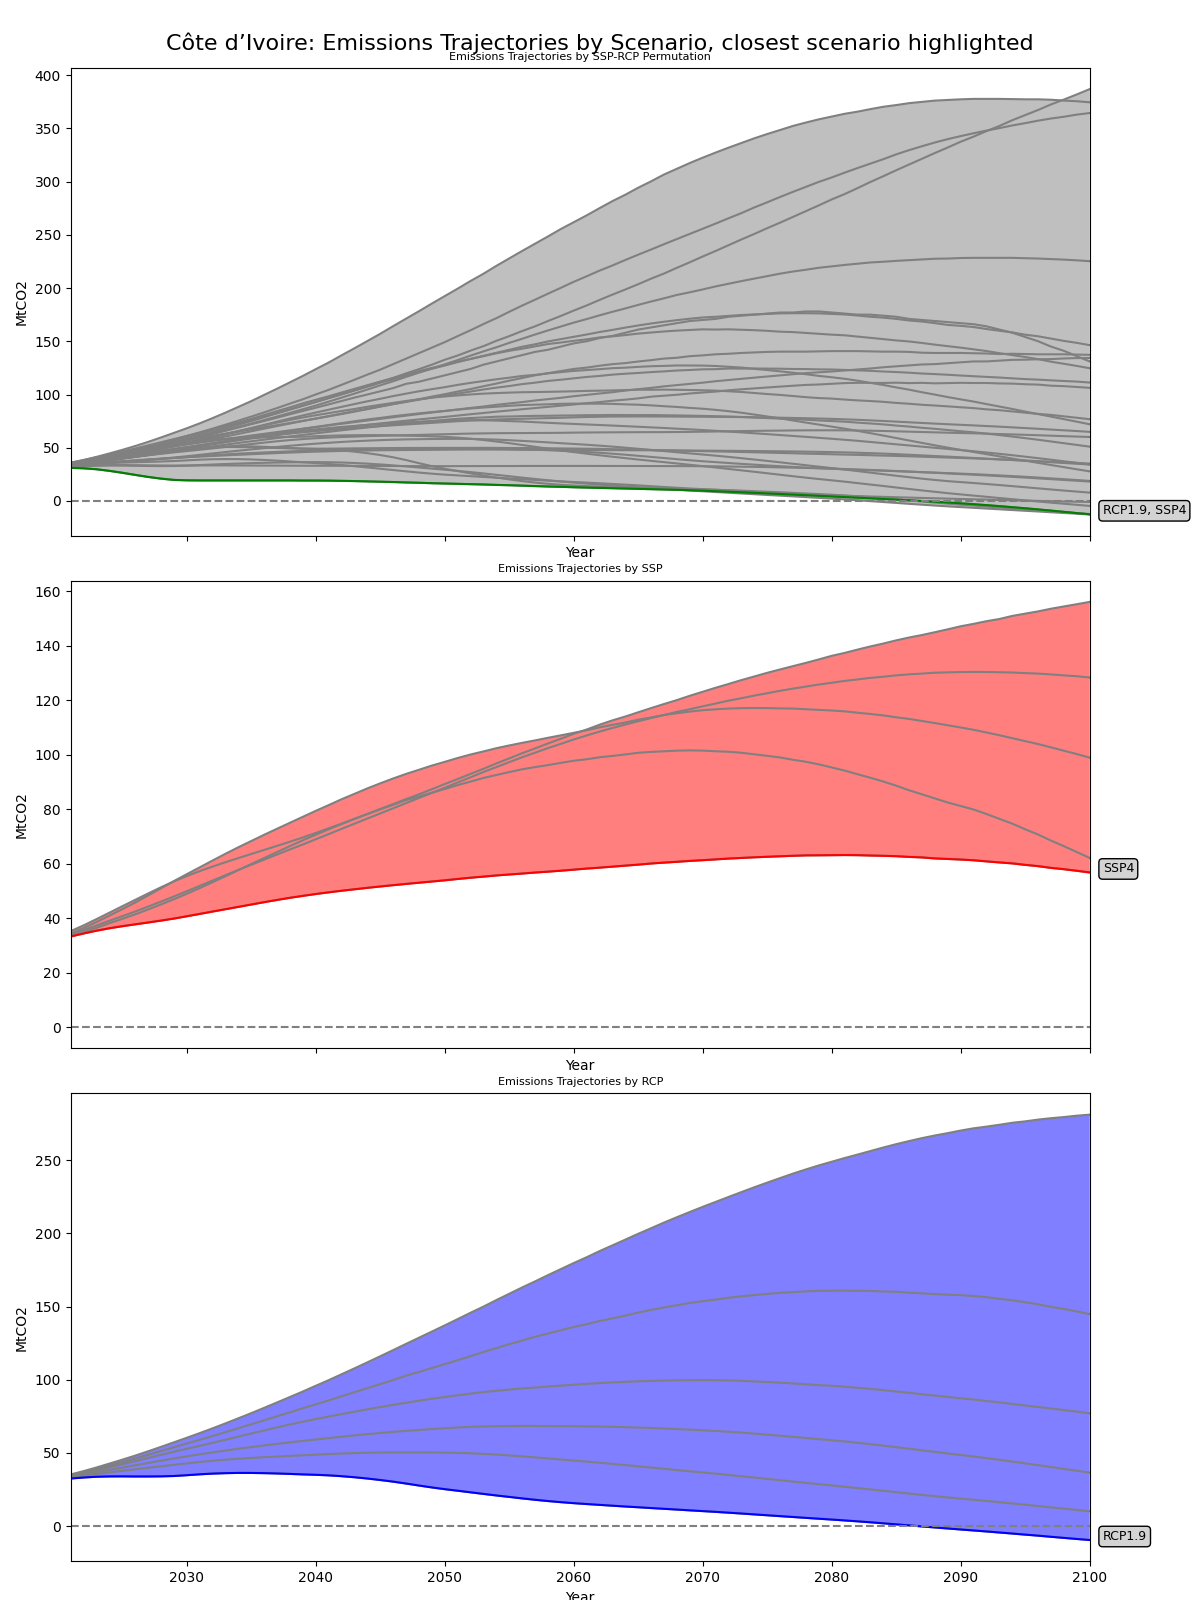 Côte d’Ivoire: Emissions Trajectories by Scenario, closest scenario highlighted
Emissions Trajectories by SSP-RCP Permutation
400
350
300
250
200
150
100
50
0
MtCO2
RCP1.9, SSP4
Year
Emissions Trajectories by SSP
160
140
120
100
80
60
40
20
0
MtCO2
SSP4
Year
Emissions Trajectories by RCP
250
200
150
100
50
0
MtCO2
RCP1.9
2030 2040 2050 2060 2070 2080 2090 2100
Year